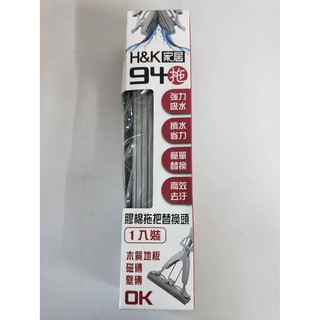 H&K家居
94拖
強力
吸水
擠水
省力
簡單
替換
高效
去汙
膠棉拖把替換頭
1入裝
木質地板
磁磚
壁磚
OK